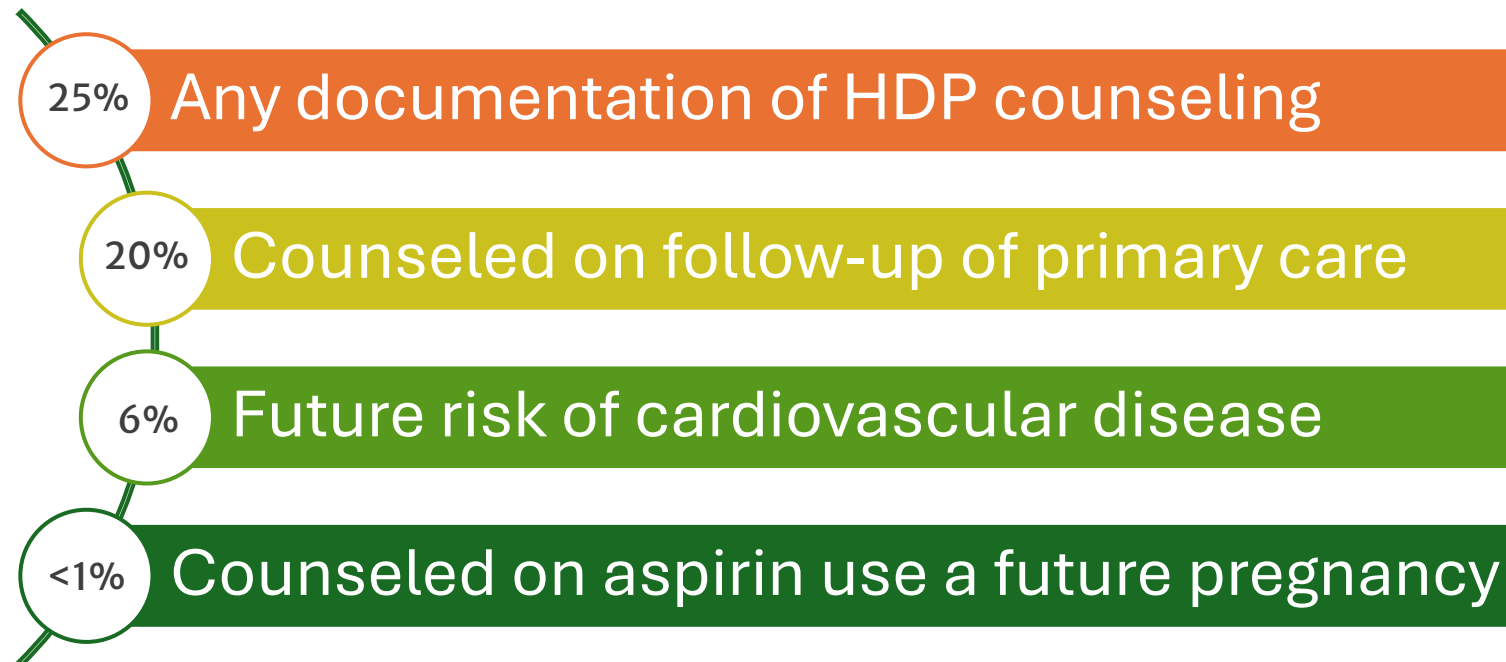 25% Any documentation of HDP counseling
20% Counseled on follow-up of primary care
6% Future risk of cardiovascular disease
<1% Counseled on aspirin use a future pregnancy